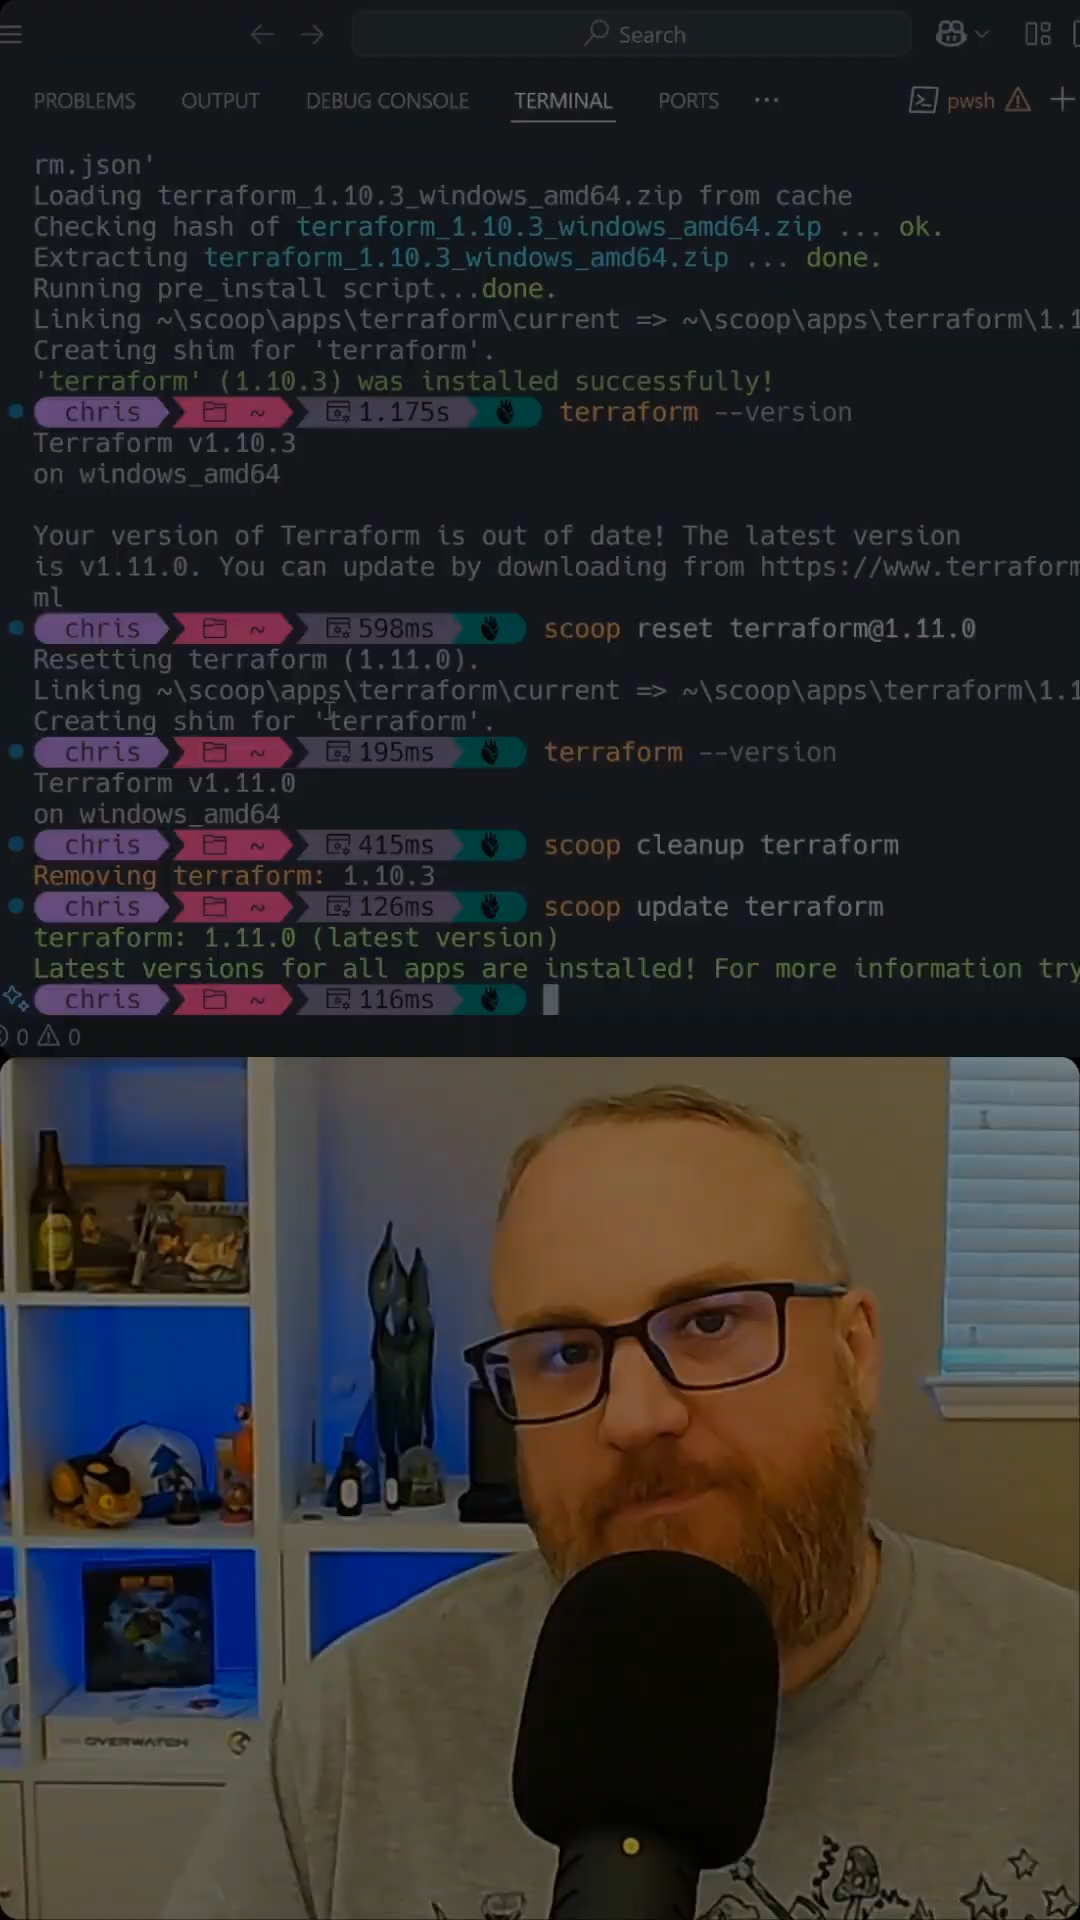 Search
PROBLEMS OUTPUT DEBUG CONSOLE TERMINAL PORTS ... pwsh
rm.json'
Loading terraform_1.10.3_windows_amd64.zip from cache
Checking hash of terraform_1.10.3_windows_amd64.zip ... ok.
Extracting terraform_1.10.3_windows_amd64.zip ... done.
Running pre_install script...done.
Linking ~\scoop\apps\terraform\current => ~\scoop\apps\terraform\1.1
Creating shim for 'terraform'.
'terraform' (1.10.3) was installed successfully!
chris ~ 1.175s terraform --version
Terraform v1.10.3
on windows_amd64
Your version of Terraform is out of date! The latest version
is v1.11.0. You can update by downloading from https://www.terraform
ml
chris ~ 598ms scoop reset terraform@1.11.0
Resetting terraform (1.11.0).
Linking ~\scoop\apps\terraform\current => ~\scoop\apps\terraform\1.1
Creating shim for 'terraform'.
chris ~ 195ms terraform --version
Terraform v1.11.0
on windows_amd64
chris ~ 415ms scoop cleanup terraform
Removing terraform: 1.10.3
chris ~ 126ms scoop update terraform
terraform: 1.11.0 (latest version)
Latest versions for all apps are installed! For more information try
chris ~ 116ms
0 0
OVERWATCH